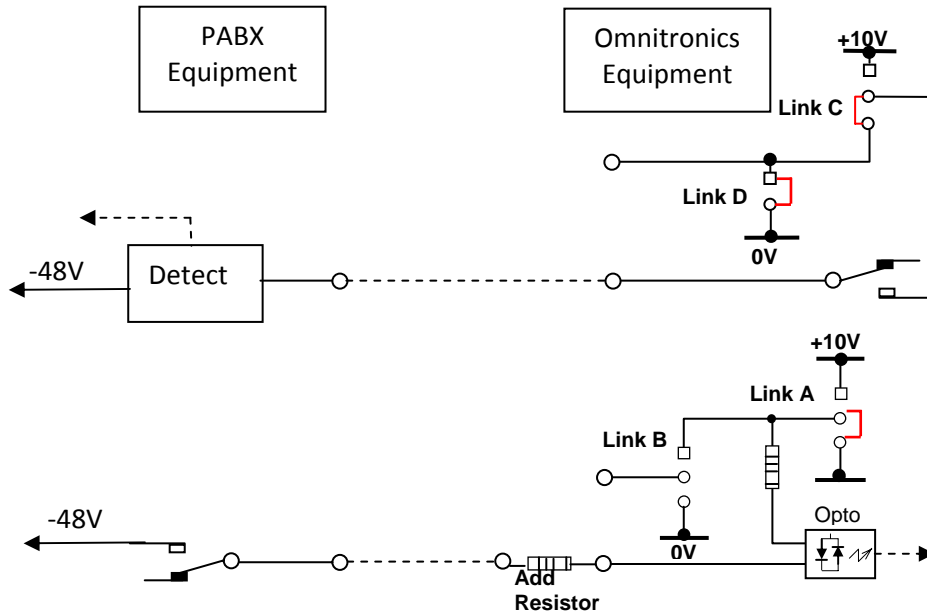 PABX
Equipment
Omnitronics
Equipment
+10V
Link C
Link D
0V
-48V
Detect
+10V
Link A
Link B
-48V
0V
Opto
Add
Resistor